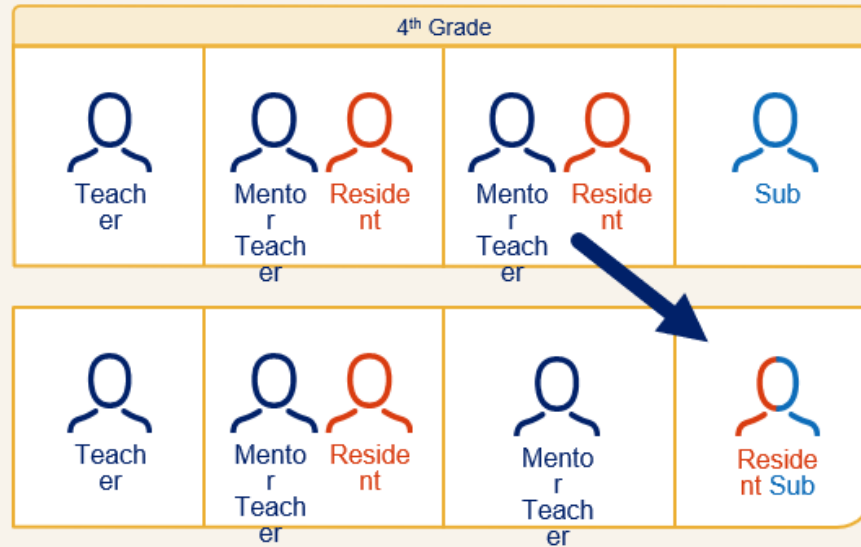 4th Grade
Teach
er
Mento
r
Teach
er
Reside
nt
Mento
r
Teach
er
Reside
nt
Sub
Teach
er
Mento
r
Teach
er
Reside
nt
Mento
r
Teach
er
Reside
nt Sub